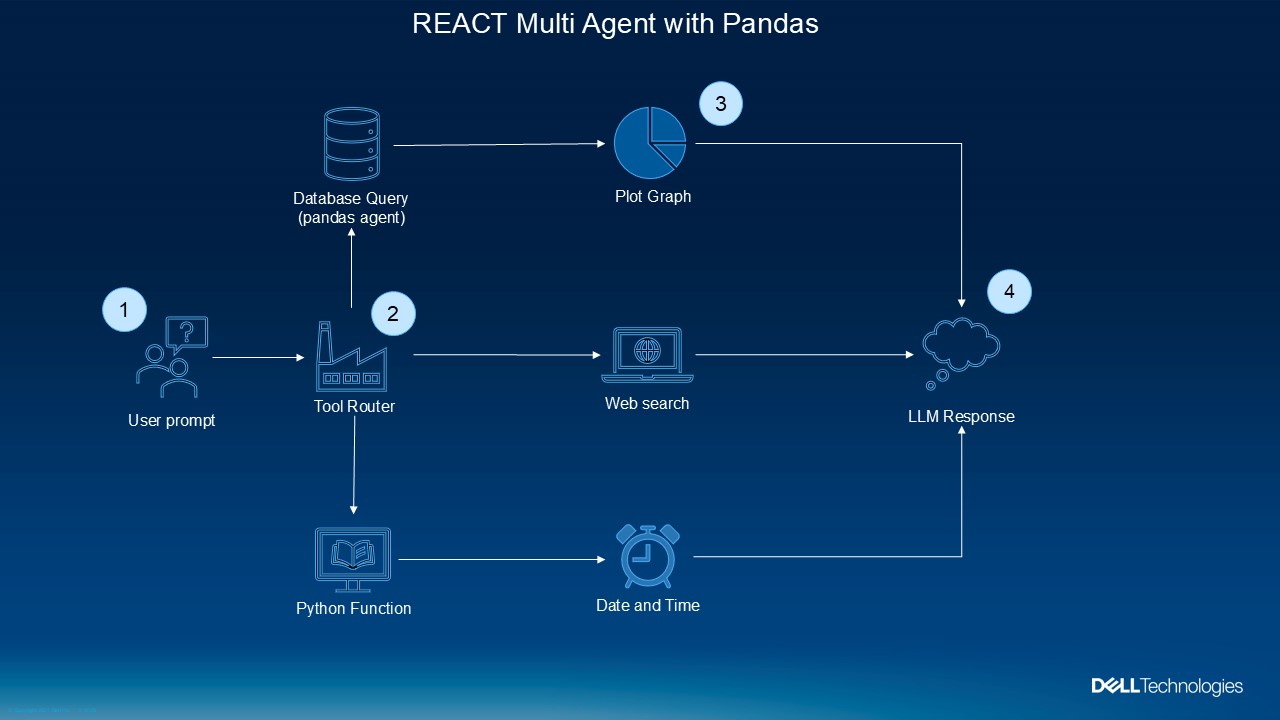 REACT Multi Agent with Pandas
3
Database Query
(pandas agent)
Plot Graph
1
2
4
?
User prompt
Tool Router
Web search
LLM Response
Python Function
Date and Time
DELLTechnologies